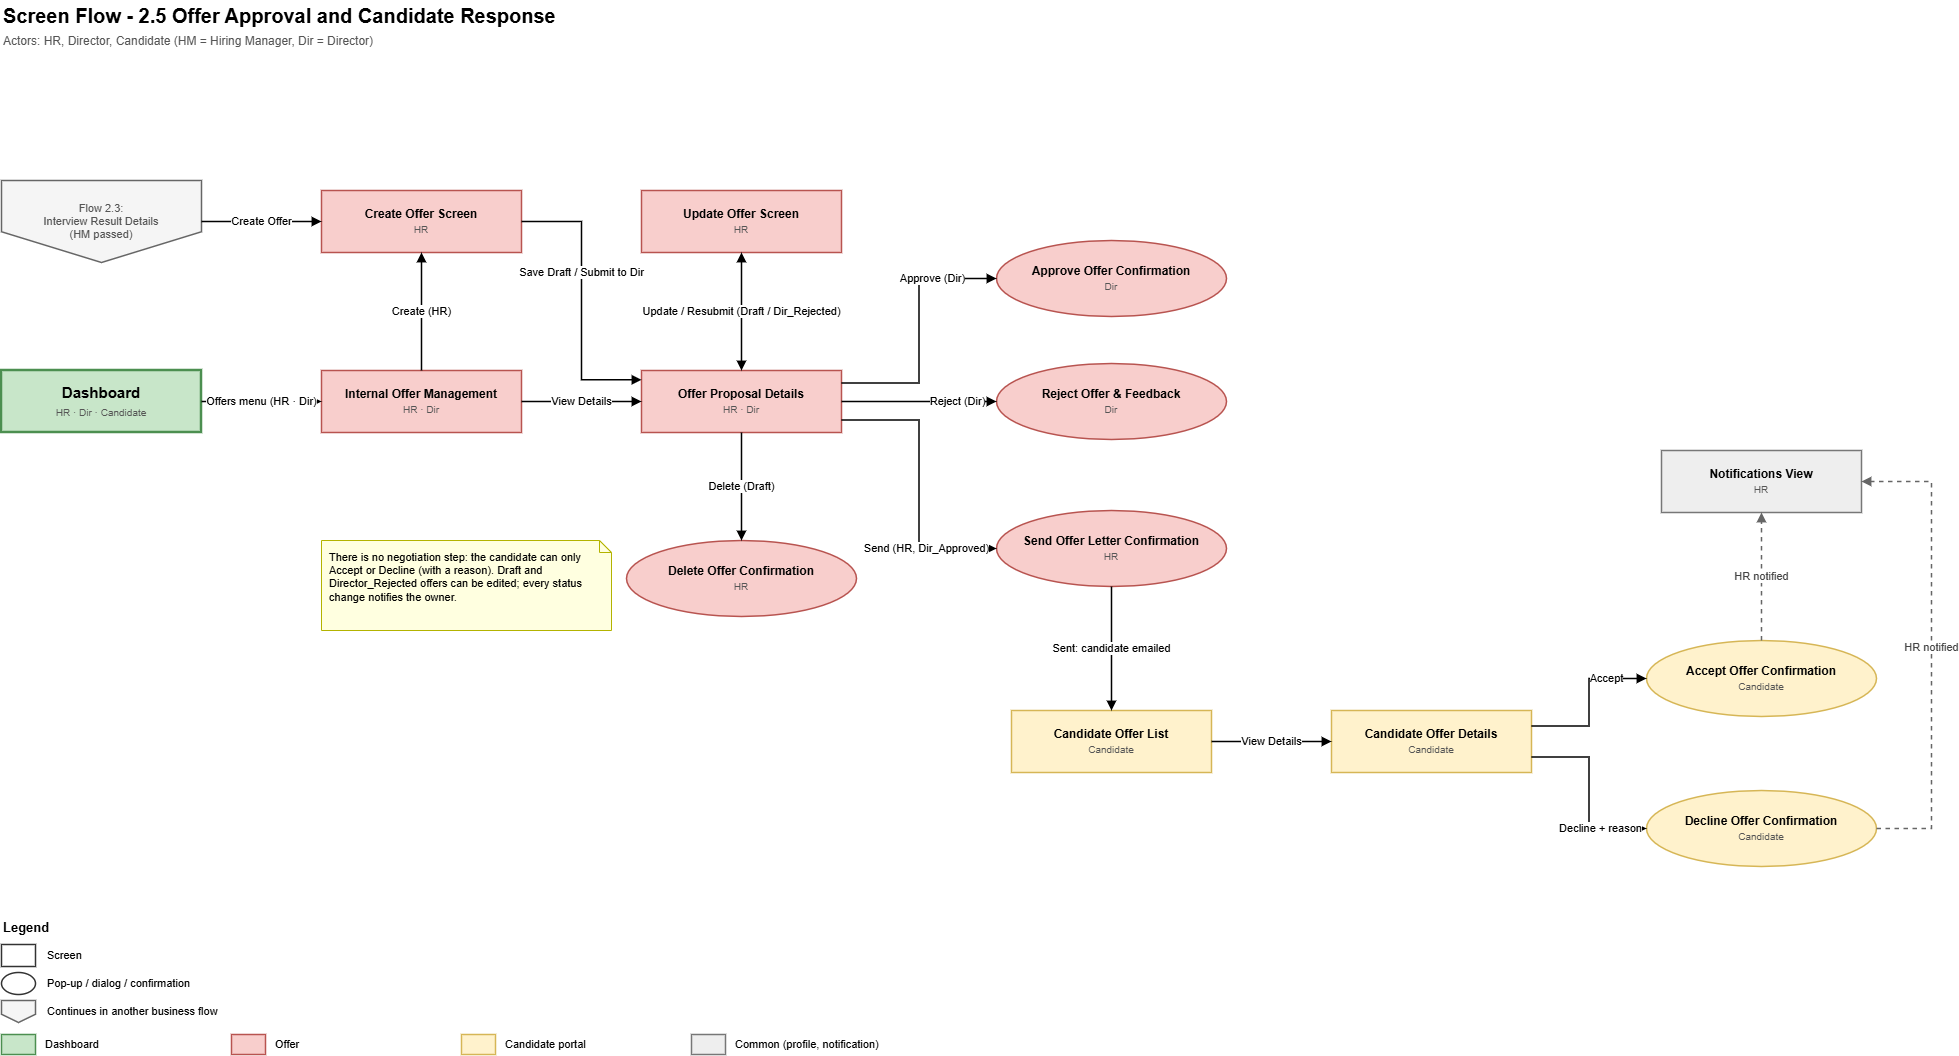 Screen Flow - 2.5 Offer Approval and Candidate Response
Actors: HR, Director, Candidate (HM = Hiring Manager, Dir = Director)
Flow 2.3:
Interview Result Details
(HM passed)
Create Offer
Create Offer Screen
HR
Update Offer Screen
HR
Save Draft / Submit to Dir
Approve (Dir)
Approve Offer Confirmation
Dir
Create (HR)
Update / Resubmit (Draft / Dir_Rejected)
Dashboard
HR · Dir · Candidate
Offers menu (HR · Dir)
Internal Offer Management
HR · Dir
View Details
Offer Proposal Details
HR · Dir
Reject (Dir)
Reject Offer & Feedback
Dir
Delete (Draft)
Notifications View
HR
There is no negotiation step: the candidate can only
Accept or Decline (with a reason). Draft and
Director_Rejected offers can be edited; every status
change notifies the owner.
Delete Offer Confirmation
HR
Send (HR, Dir_Approved)
Send Offer Letter Confirmation
HR
HR notified
Sent: candidate emailed
HR notified
Accept
Accept Offer Confirmation
Candidate
Candidate Offer List
Candidate
View Details
Candidate Offer Details
Candidate
Decline + reason
Decline Offer Confirmation
Candidate
Legend
Screen
Pop-up / dialog / confirmation
Continues in another business flow
Dashboard
Offer
Candidate portal
Common (profile, notification)